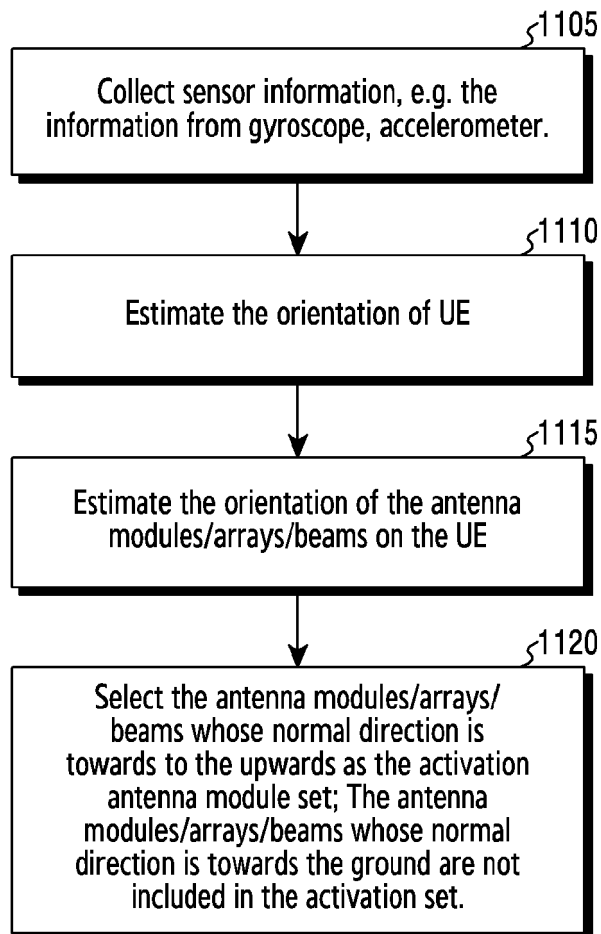 1105
Collect sensor information, e.g. the
information from gyroscope, accelerometer.
1110
Estimate the orientation of UE
1115
Estimate the orientation of the antenna
modules/arrays/beams on the UE
1120
Select the antenna modules/arrays/
beams whose normal direction is
towards to the upwards as the activation
antenna module set; The antenna
modules/arrays/beams whose normal
direction is towards the ground are not
included in the activation set.